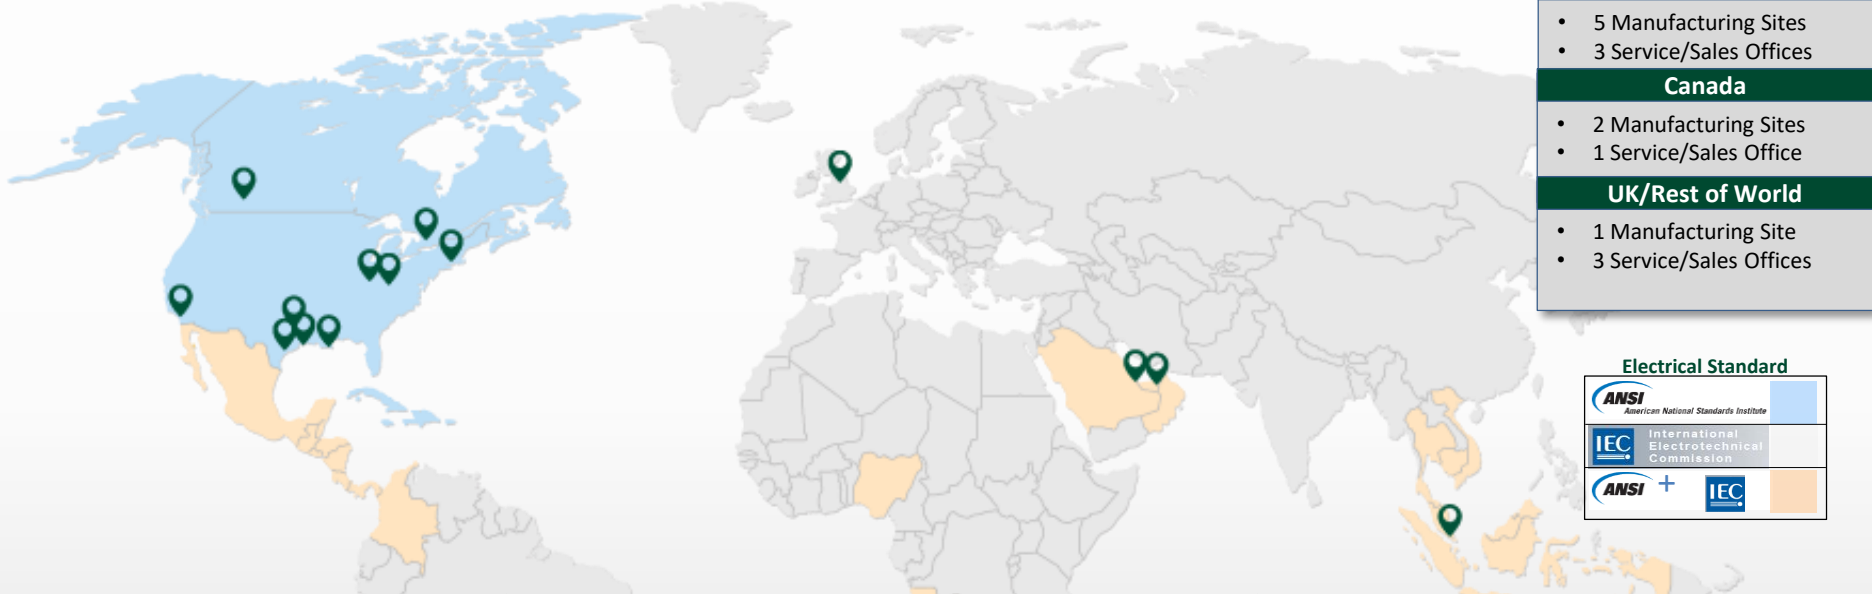 • 5 Manufacturing Sites
• 3 Service/Sales Offices
Canada
• 2 Manufacturing Sites
• 1 Service/Sales Office
UK/Rest of World
• 1 Manufacturing Site
• 3 Service/Sales Offices
Electrical Standard
ANSI
American National Standards Institute
IEC
International
Electrotechnical
Commission
ANSI + IEC